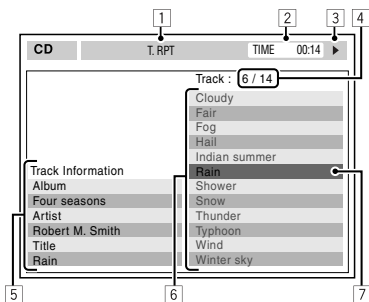 1 2 3 4
CD T. RPT TIME 00:14
Track : 6 / 14
Cloudy
Fair
Fog
Hail
Indian summer
Rain
Shower
Snow
Thunder
Typhoon
Wind
Winter sky
Track Information
Album
Four seasons
Artist
Robert M. Smith
Title
Rain
5 6 7